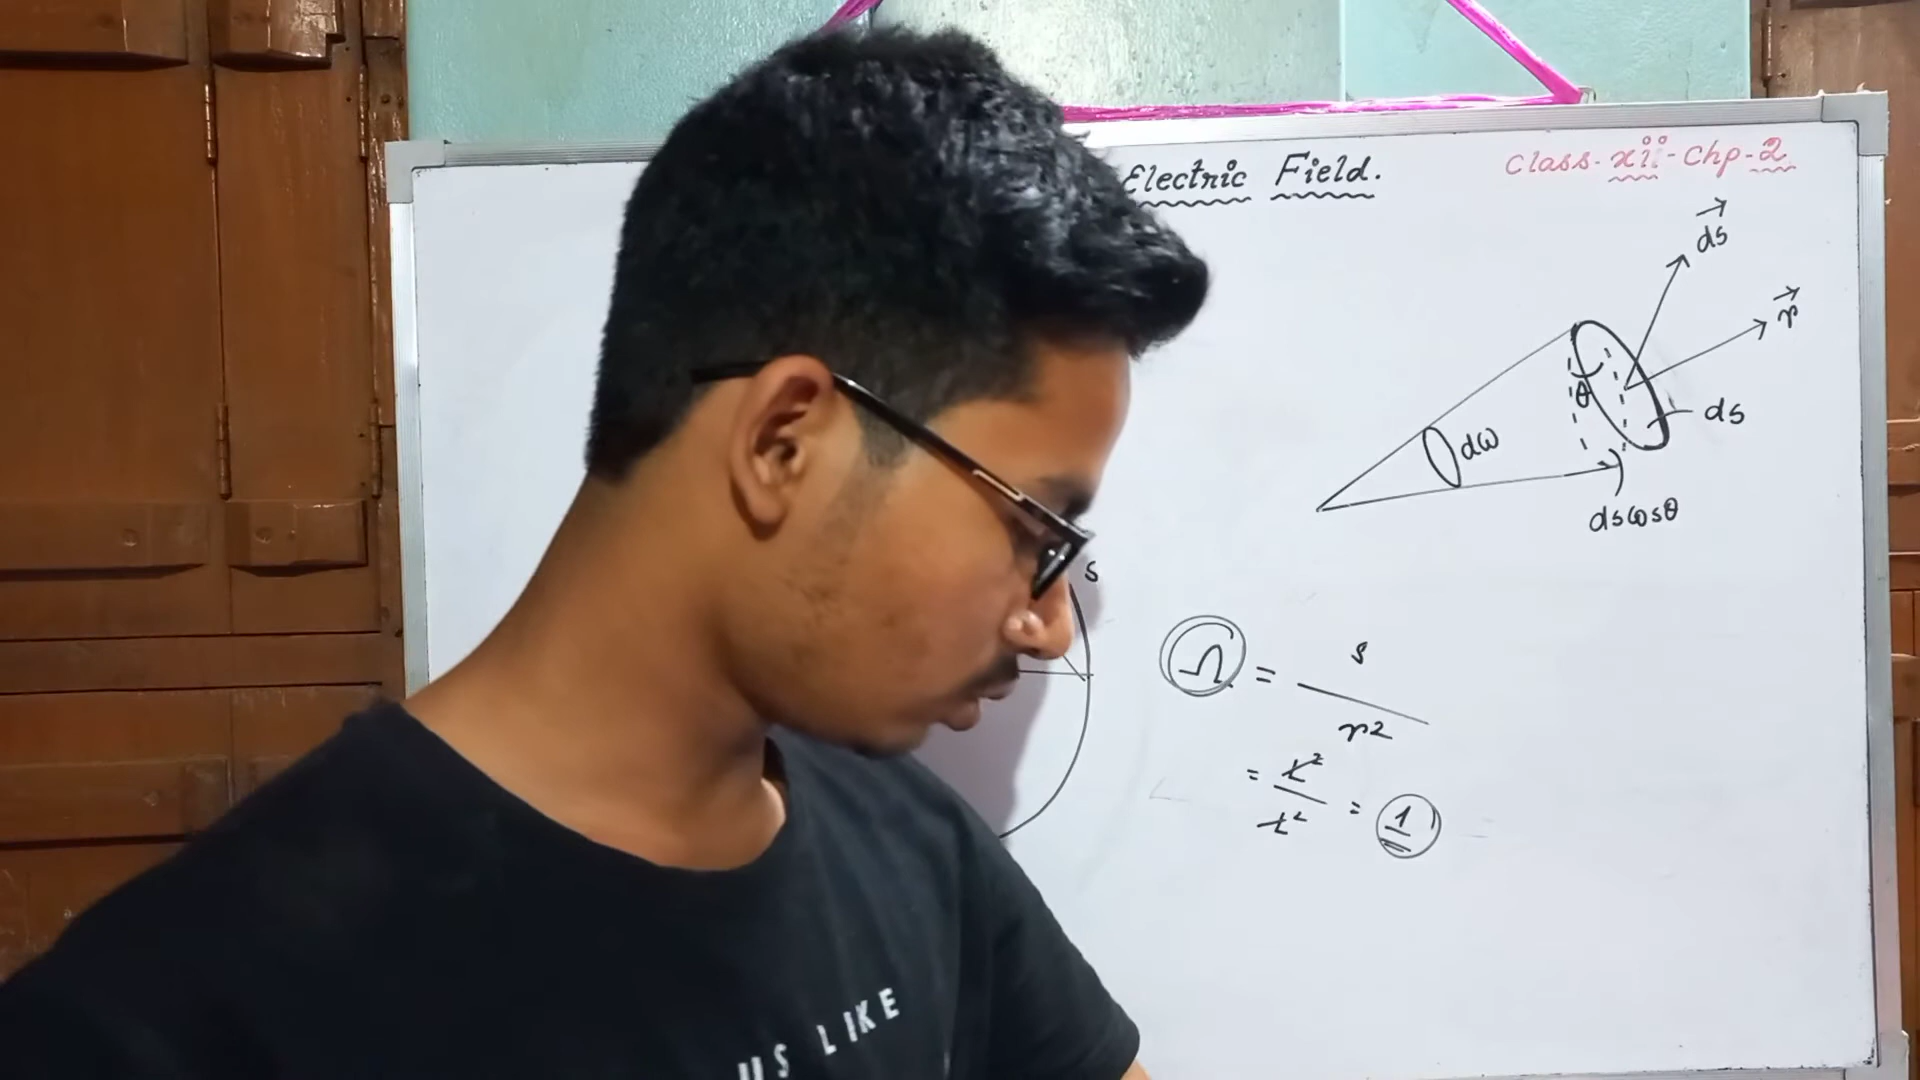 Electric Field.
Class-xii-Chp-2
ds
r
θ
ds
dω
dscosθ
s
Ω = s / r²
= r² / r² = 1
US LIKE